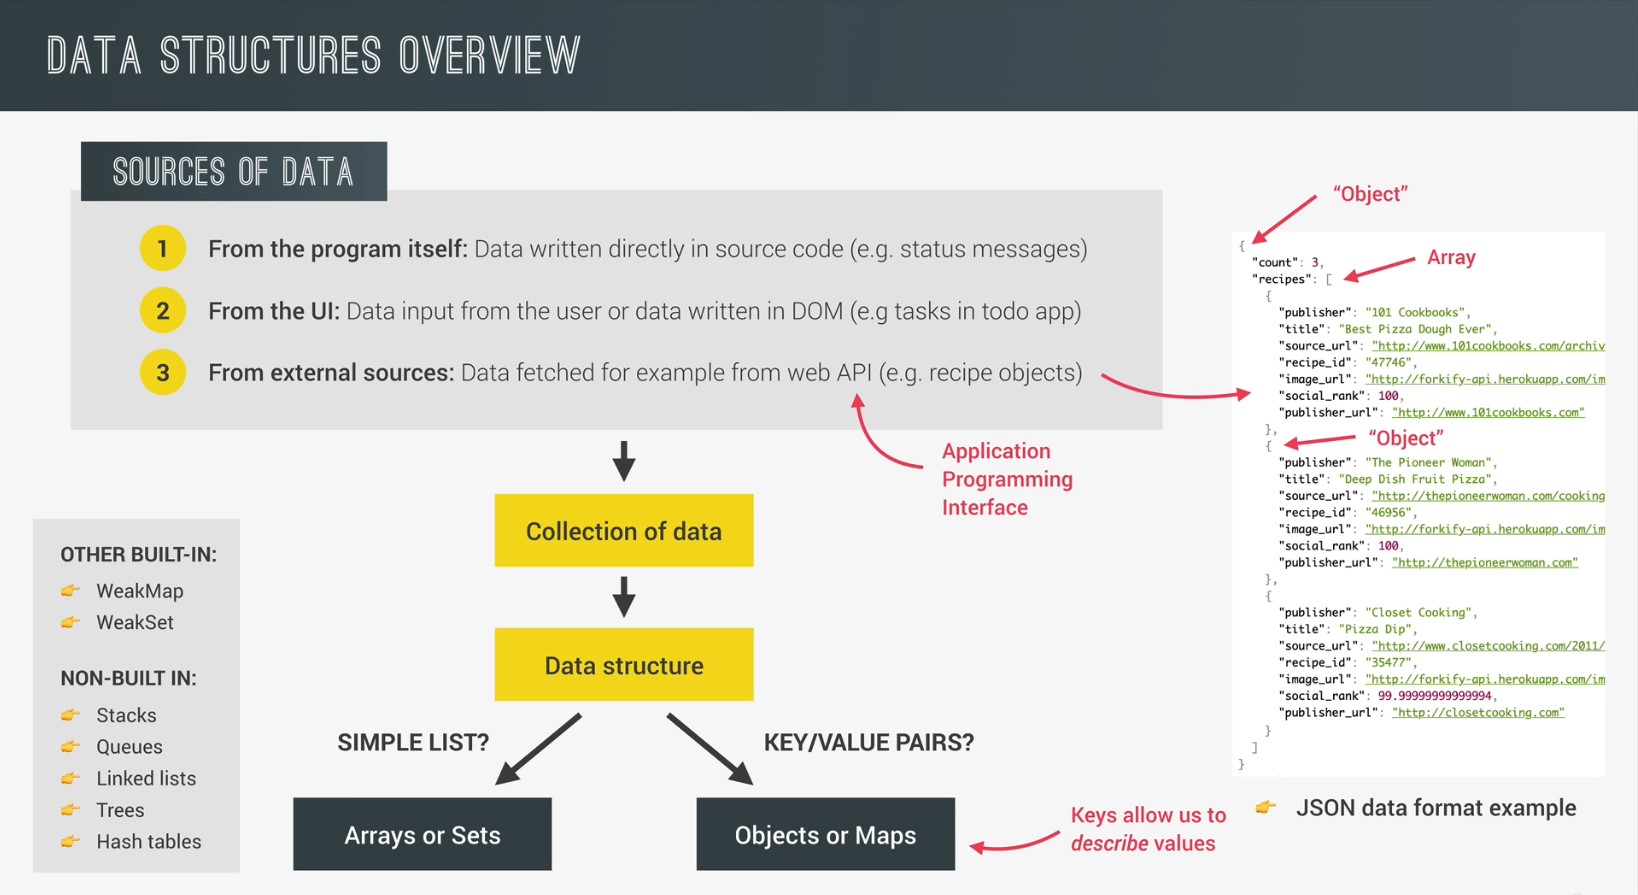 DATA STRUCTURES OVERVIEW
SOURCES OF DATA
1 From the program itself: Data written directly in source code (e.g. status messages)
2 From the UI: Data input from the user or data written in DOM (e.g tasks in todo app)
3 From external sources: Data fetched for example from web API (e.g. recipe objects)
Application
Programming
Interface
Collection of data
Data structure
SIMPLE LIST?
KEY/VALUE PAIRS?
Arrays or Sets
Objects or Maps
Keys allow us to
describe values
OTHER BUILT-IN:
WeakMap
WeakSet
NON-BUILT IN:
Stacks
Queues
Linked lists
Trees
Hash tables
“Object”
Array
“Object”
{
"count": 3,
"recipes": [
{
"publisher": "101 Cookbooks",
"title": "Best Pizza Dough Ever",
"source_url": "http://www.101cookbooks.com/archiv
"recipe_id": "47746",
"image_url": "http://forkify-api.herokuapp.com/im
"social_rank": 100,
"publisher_url": "http://www.101cookbooks.com"
},
{
"publisher": "The Pioneer Woman",
"title": "Deep Dish Fruit Pizza",
"source_url": "http://thepioneerwoman.com/cooking
"recipe_id": "46956",
"image_url": "http://forkify-api.herokuapp.com/im
"social_rank": 100,
"publisher_url": "http://thepioneerwoman.com"
},
{
"publisher": "Closet Cooking",
"title": "Pizza Dip",
"source_url": "http://www.closetcooking.com/2011/
"recipe_id": "35477",
"image_url": "http://forkify-api.herokuapp.com/im
"social_rank": 99.99999999999994,
"publisher_url": "http://closetcooking.com"
}
]
}
JSON data format example